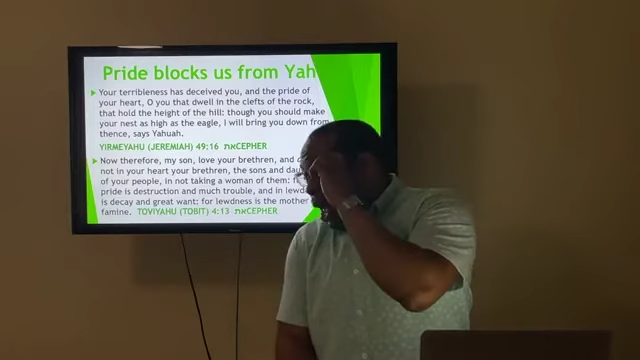 Pride blocks us from Yah
Your terribleness has deceived you, and the pride of
your heart, O you that dwell in the clefts of the rock,
that hold the height of the hill: though you should make
your nest as high as the eagle, I will bring you down from
thence, says Yahuah.
YIRMEYAHU (JEREMIAH) 49:16 את CEPHER
Now therefore, my son, love your brethren, and
not in your heart your brethren, the sons and
of your people, in not taking a woman of them:
pride is destruction and much trouble, and in
is decay and great want: for lewdness is the mother
famine. TOVIYAHU (TOBIT) 4:13 את CEPHER